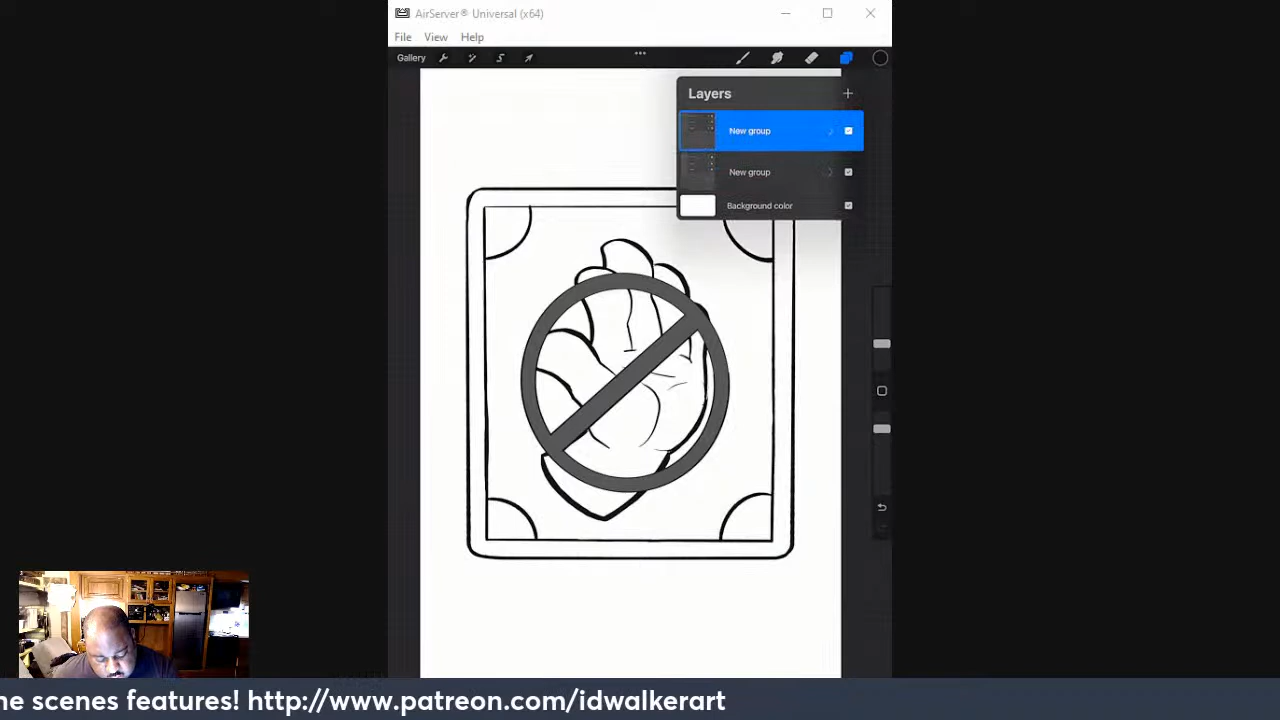 AirServer® Universal (x64)
File View Help
Gallery
Layers
New group
New group
Background color
ne scenes features! http://www.patreon.com/idwalkerart